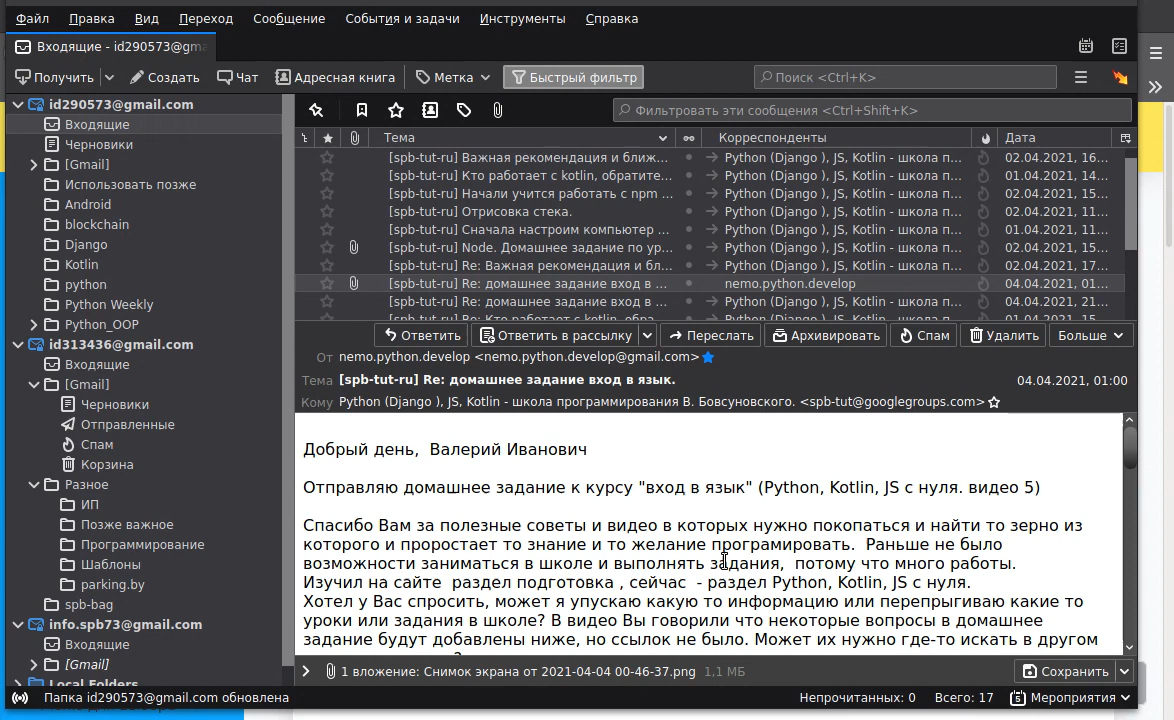 Файл Правка Вид Переход Сообщение События и задачи Инструменты Справка
Входящие - id290573@gma
Получить Создать Чат Адресная книга Метка Быстрый фильтр Поиск <Ctrl+K>
id290573@gmail.com
Входящие
Черновики
[Gmail]
Использовать позже
Android
blockchain
Django
Kotlin
python
Python Weekly
Python_OOP
id313436@gmail.com
Входящие
[Gmail]
Черновики
Отправленные
Спам
Корзина
Разное
ИП
Позже важное
Программирование
Шаблоны
parking.by
spb-bag
info.spb73@gmail.com
Входящие
[Gmail]
Local Folders
Фильтровать эти сообщения <Ctrl+Shift+K>
Тема Корреспонденты Дата
[spb-tut-ru] Важная рекомендация и ближ... Python (Django ), JS, Kotlin - школа п... 02.04.2021, 16...
[spb-tut-ru] Кто работает с kotlin, обратите... Python (Django ), JS, Kotlin - школа п... 01.04.2021, 14...
[spb-tut-ru] Начали учится работать с npm ... Python (Django ), JS, Kotlin - школа п... 02.04.2021, 15...
[spb-tut-ru] Отрисовка стека. Python (Django ), JS, Kotlin - школа п... 02.04.2021, 11...
[spb-tut-ru] Сначала настроим компьютер ... Python (Django ), JS, Kotlin - школа п... 01.04.2021, 11...
[spb-tut-ru] Node. Домашнее задание по ур... Python (Django ), JS, Kotlin - школа п... 02.04.2021, 15...
[spb-tut-ru] Re: Важная рекомендация и бл... Python (Django ), JS, Kotlin - школа п... 02.04.2021, 17...
[spb-tut-ru] Re: домашнее задание вход в ... nemo.python.develop 04.04.2021, 01...
[spb-tut-ru] Re: домашнее задание вход в ... Python (Django ), JS, Kotlin - школа п... 04.04.2021, 21...
[spb-tut-ru] Re: Кто работает с kotlin, обра... Python (Django ), JS, Kotlin - школа п... 01.04.2021, 15...
Ответить Ответить в рассылку Переслать Архивировать Спам Удалить Больше
От nemo.python.develop <nemo.python.develop@gmail.com>
Тема [spb-tut-ru] Re: домашнее задание вход в язык. 04.04.2021, 01:00
Кому Python (Django ), JS, Kotlin - школа программирования В. Бовсуновского. <spb-tut@googlegroups.com>
Добрый день, Валерий Иванович
Отправляю домашнее задание к курсу "вход в язык" (Python, Kotlin, JS с нуля. видео 5)
Спасибо Вам за полезные советы и видео в которых нужно покопаться и найти то зерно из
которого и проростает то знание и то желание програмировать. Раньше не было
возможности заниматься в школе и выполнять задания, потому что много работы.
Изучил на сайте раздел подготовка , сейчас - раздел Python, Kotlin, JS с нуля.
Хотел у Вас спросить, может я упускаю какую то информацию или перепрыгиваю какие то
уроки или задания в школе? В видео Вы говорили что некоторые вопросы в домашнее
задание будут добавлены ниже, но ссылок не было. Может их нужно где-то искать в другом
1 вложение: Снимок экрана от 2021-04-04 00-46-37.png 1,1 МБ Сохранить
Папка id290573@gmail.com обновлена Непрочитанных: 0 Всего: 17 5 Мероприятия